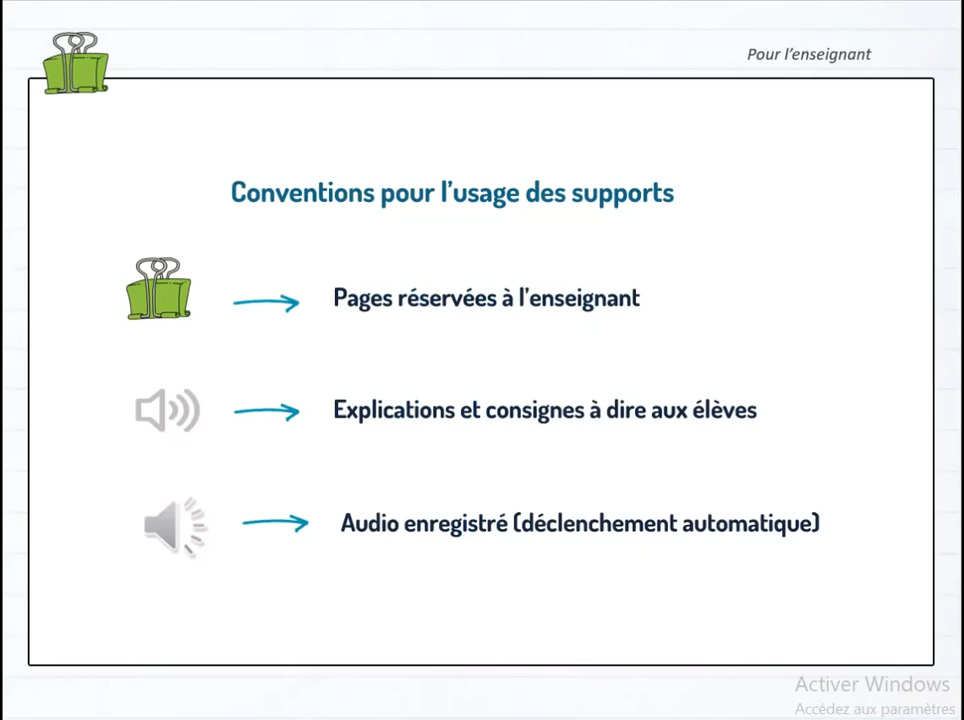 Pour l'enseignant
Conventions pour l'usage des supports
Pages réservées à l'enseignant
Explications et consignes à dire aux élèves
Audio enregistré (déclenchement automatique)
Activer Windows
Accédez aux paramètres